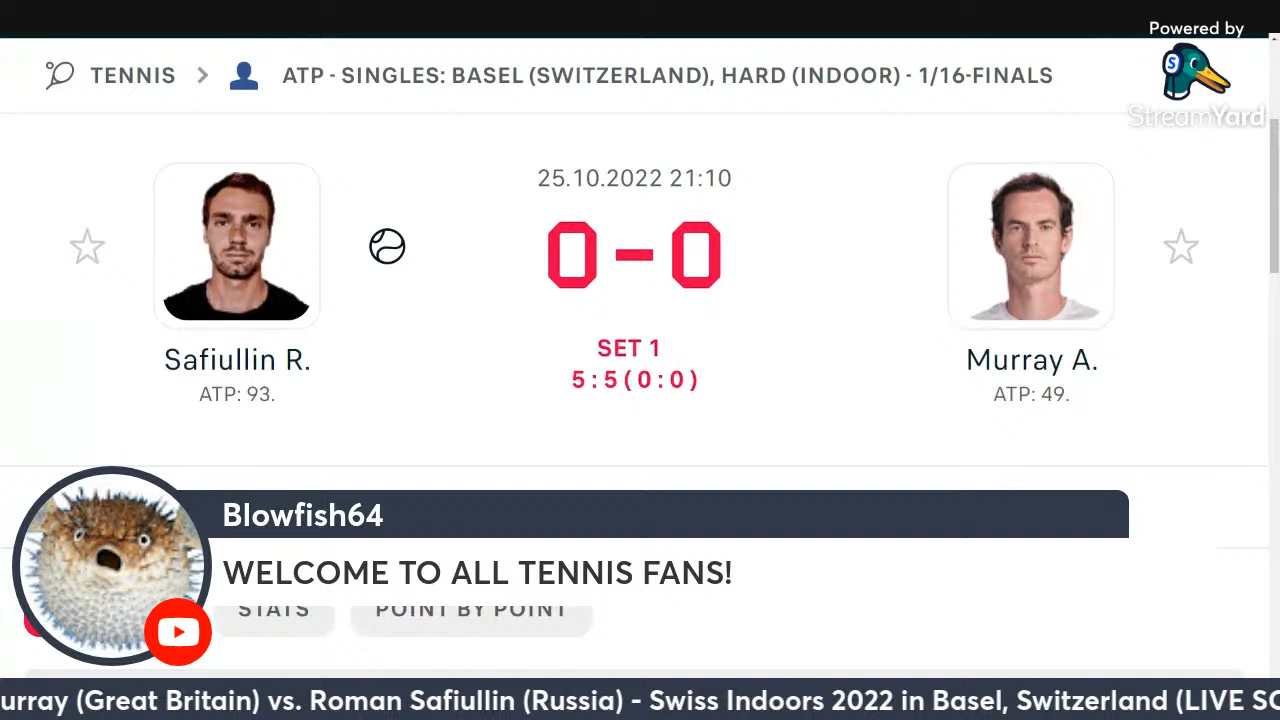 Powered by
StreamYard
TENNIS > ATP - SINGLES: BASEL (SWITZERLAND), HARD (INDOOR) - 1/16-FINALS
25.10.2022 21:10
0 - 0
SET 1
5 : 5 ( 0 : 0 )
Safiullin R.
ATP: 93.
Murray A.
ATP: 49.
Blowfish64
WELCOME TO ALL TENNIS FANS!
STATS
POINT BY POINT
urray (Great Britain) vs. Roman Safiullin (Russia) - Swiss Indoors 2022 in Basel, Switzerland (LIVE SC